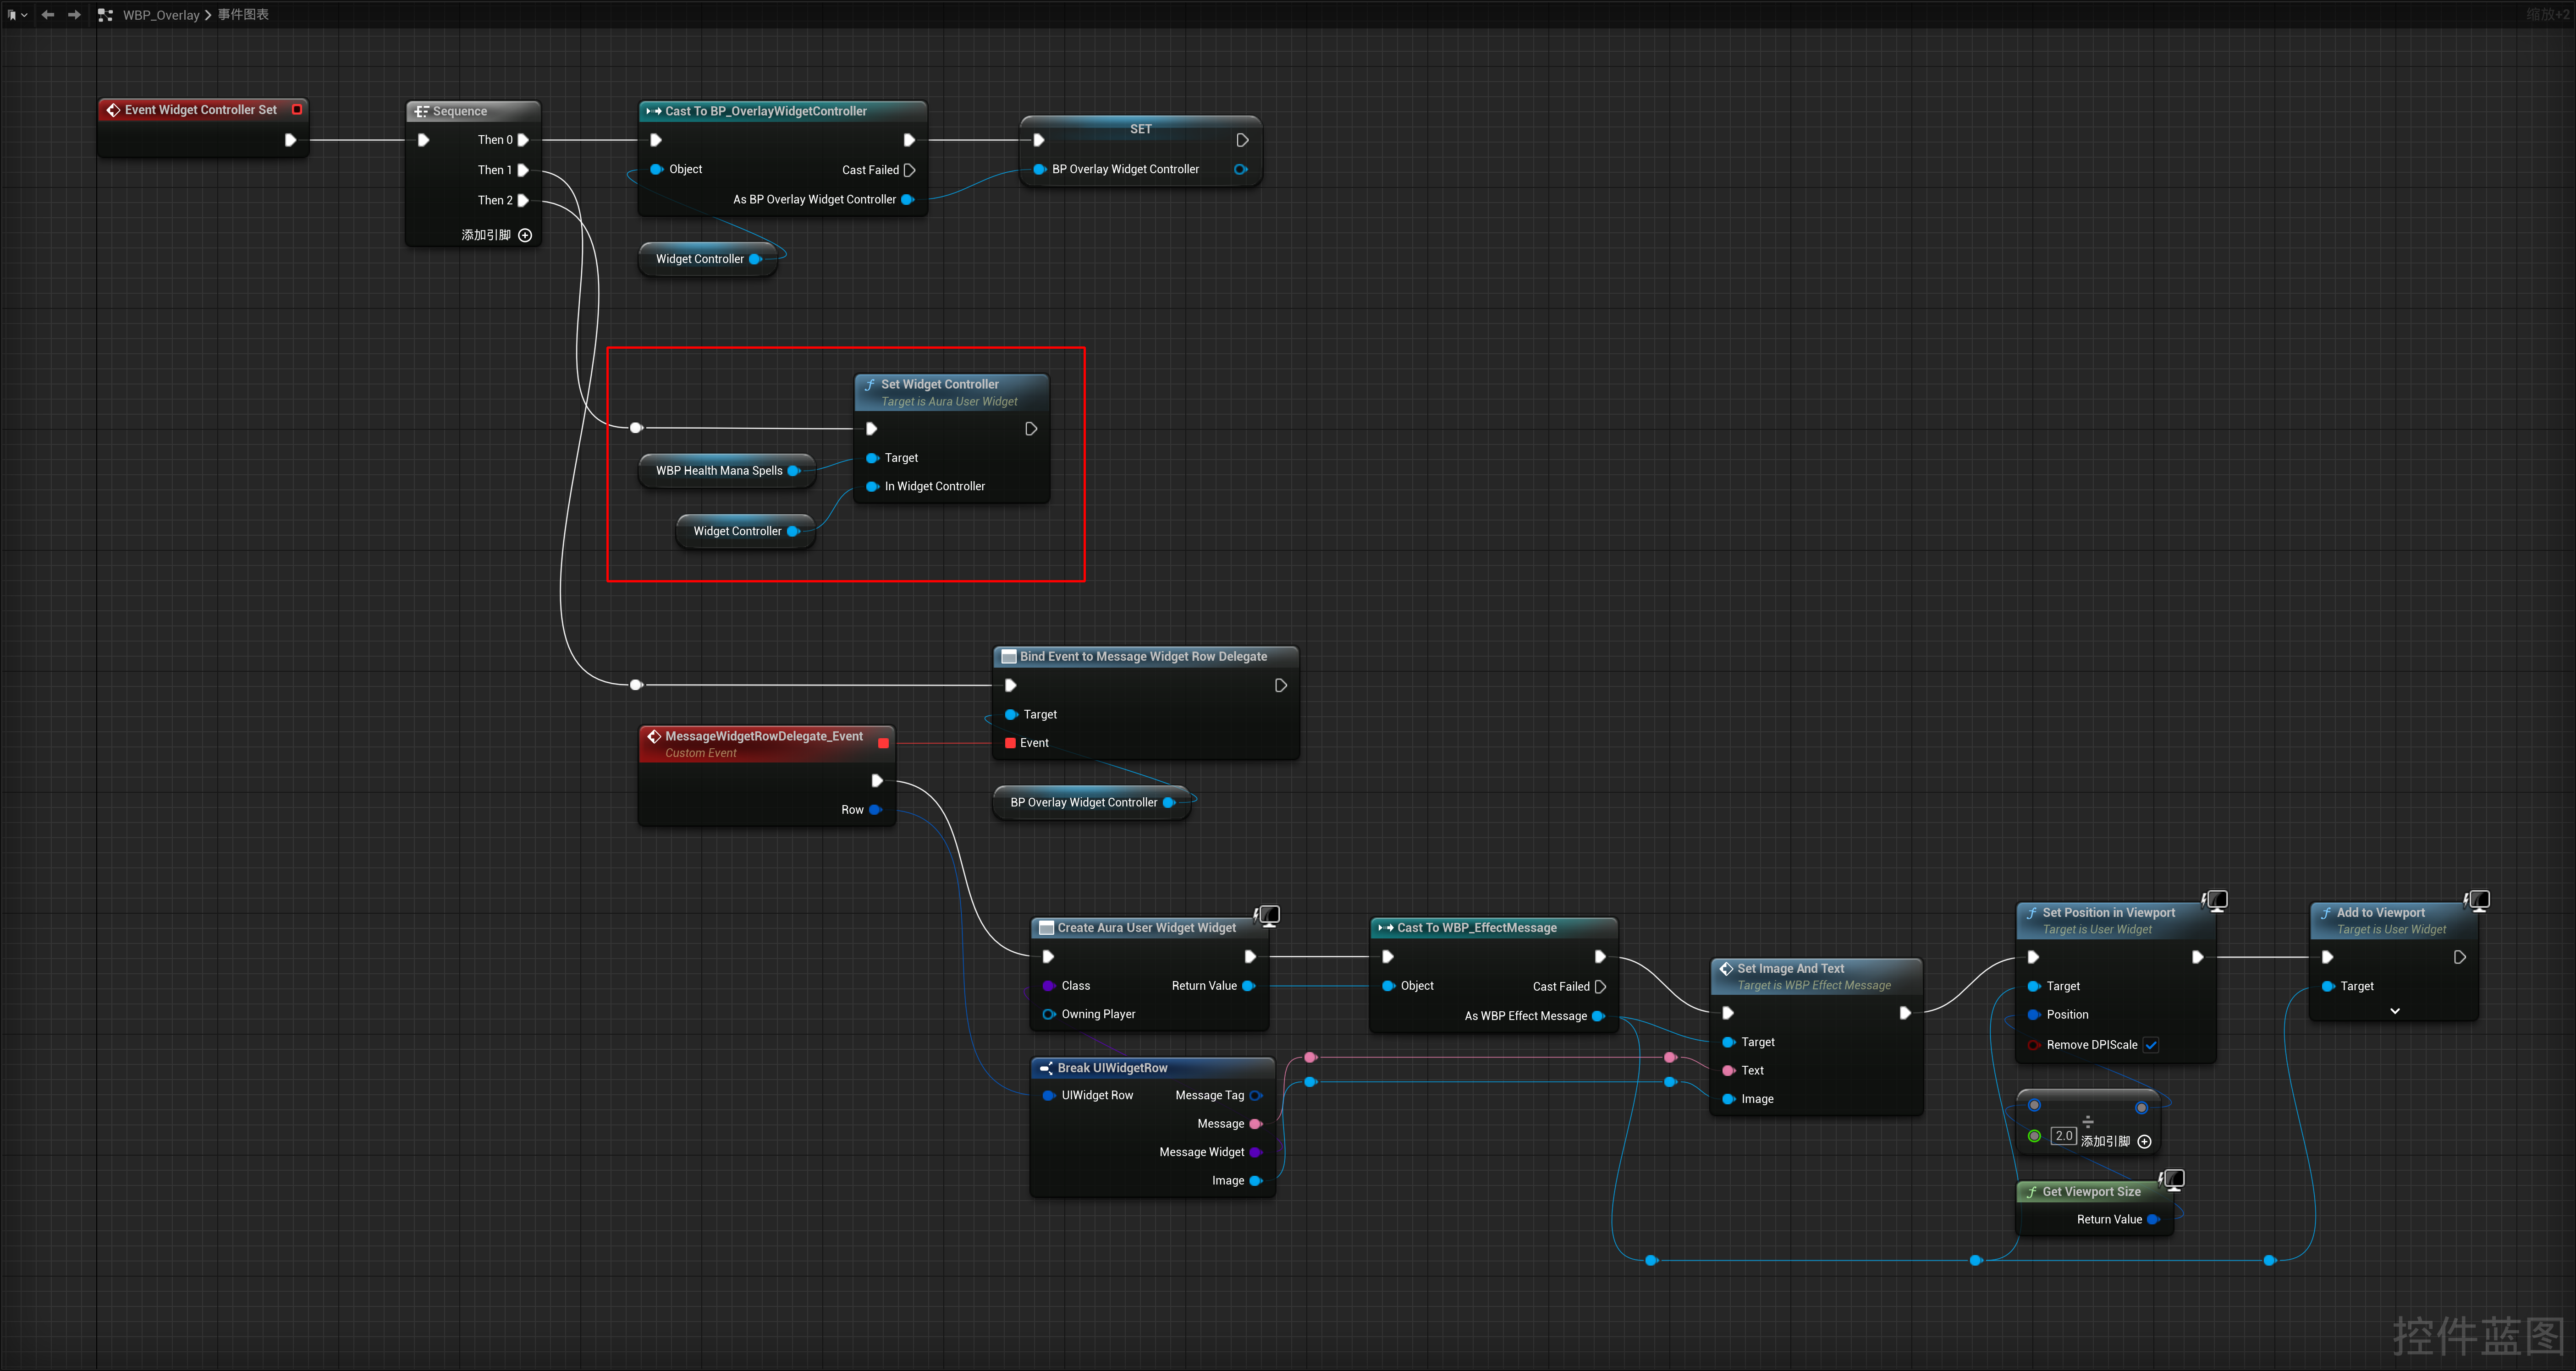 WBP_Overlay
事件图表
缩放+2
Event Widget Controller Set
Sequence
Then 0
Then 1
Then 2
添加引脚
Cast To BP_OverlayWidgetController
Object
Cast Failed
As BP Overlay Widget Controller
SET
BP Overlay Widget Controller
Widget Controller
Set Widget Controller
Target is Aura User Widget
Target
In Widget Controller
WBP Health Mana Spells
Widget Controller
Bind Event to Message Widget Row Delegate
Target
Event
MessageWidgetRowDelegate_Event
Custom Event
Row
BP Overlay Widget Controller
Create Aura User Widget Widget
Class
Return Value
Owning Player
Break UIWidgetRow
UIWidget Row
Message Tag
Message
Message Widget
Image
Cast To WBP_EffectMessage
Object
Cast Failed
As WBP Effect Message
Set Image And Text
Target is WBP Effect Message
Target
Text
Image
Set Position in Viewport
Target is User Widget
Target
Position
Remove DPIScale
÷
2.0
添加引脚
Get Viewport Size
Return Value
Add to Viewport
Target is User Widget
Target
控件蓝图